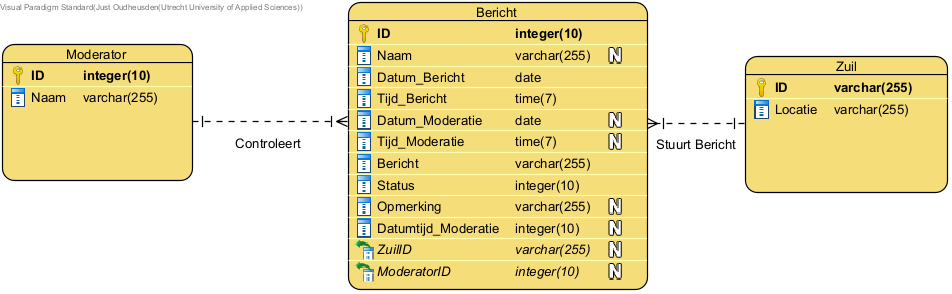 Visual Paradigm Standard(Just Oudheusden(Utrecht University of Applied Sciences))
Moderator
ID integer(10)
Naam varchar(255)
Controleert
Bericht
ID integer(10)
Naam varchar(255) N
Datum_Bericht date
Tijd_Bericht time(7)
Datum_Moderatie date N
Tijd_Moderatie time(7) N
Bericht varchar(255)
Status integer(10)
Opmerking varchar(255) N
Datumtijd_Moderatie integer(10) N
ZuilID varchar(255) N
ModeratorID integer(10) N
Stuurt Bericht
Zuil
ID varchar(255)
Locatie varchar(255)